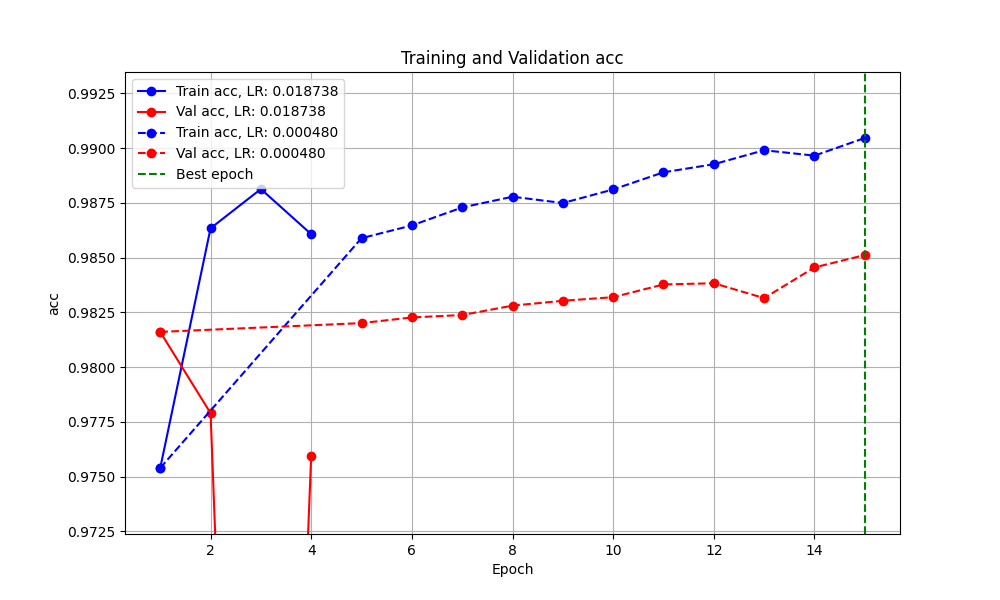 Training and Validation acc
Train acc, LR: 0.018738
Val acc, LR: 0.018738
Train acc, LR: 0.000480
Val acc, LR: 0.000480
Best epoch
acc
0.9925
0.9900
0.9875
0.9850
0.9825
0.9800
0.9775
0.9750
0.9725
2 4 6 8 10 12 14
Epoch